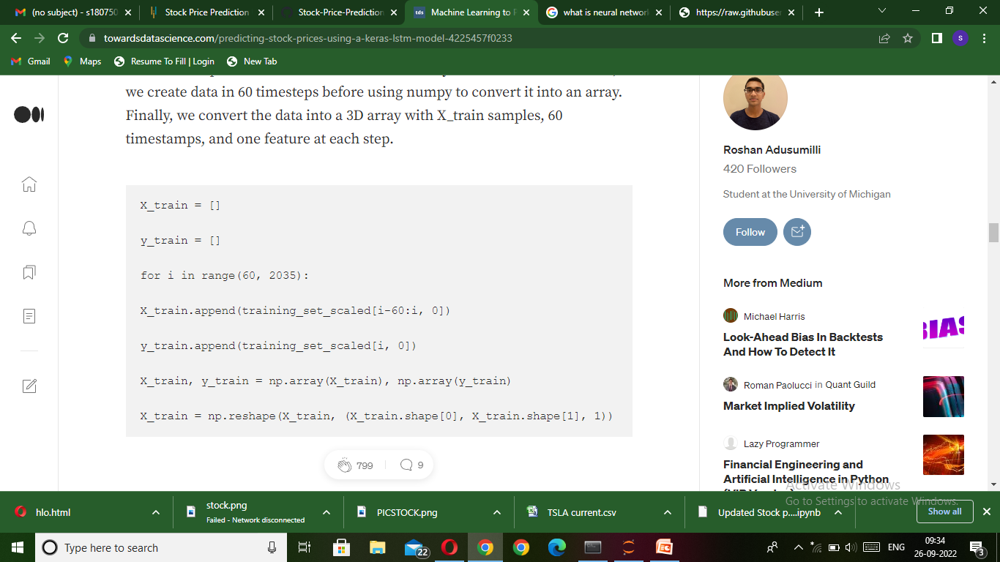 (no subject) - s180750
Stock Price Prediction
Stock-Price-Prediction
tds
Machine Learning to P
what is neural networ
https://raw.githubuser
towardsdatascience.com/predicting-stock-prices-using-a-keras-lstm-model-4225457f0233
s
Gmail
Maps
Resume To Fill | Login
New Tab
we create data in 60 timesteps before using numpy to convert it into an array.
Finally, we convert the data into a 3D array with X_train samples, 60
timestamps, and one feature at each step.
X_train = []
y_train = []
for i in range(60, 2035):
X_train.append(training_set_scaled[i-60:i, 0])
y_train.append(training_set_scaled[i, 0])
X_train, y_train = np.array(X_train), np.array(y_train)
X_train = np.reshape(X_train, (X_train.shape[0], X_train.shape[1], 1))
799
9
Roshan Adusumilli
420 Followers
Student at the University of Michigan
Follow
More from Medium
Michael Harris
Look-Ahead Bias In Backtests
And How To Detect It
BIAS
Roman Paolucci in Quant Guild
Market Implied Volatility
Lazy Programmer
Financial Engineering and
Artificial Intelligence in Python
Activate Windows
Go to Settings to activate Windows.
hlo.html
stock.png
Failed - Network disconnected
PICSTOCK.png
TSLA current.csv
Updated Stock p....ipynb
Show all
Type here to search
22
ENG
09:34
26-09-2022
3